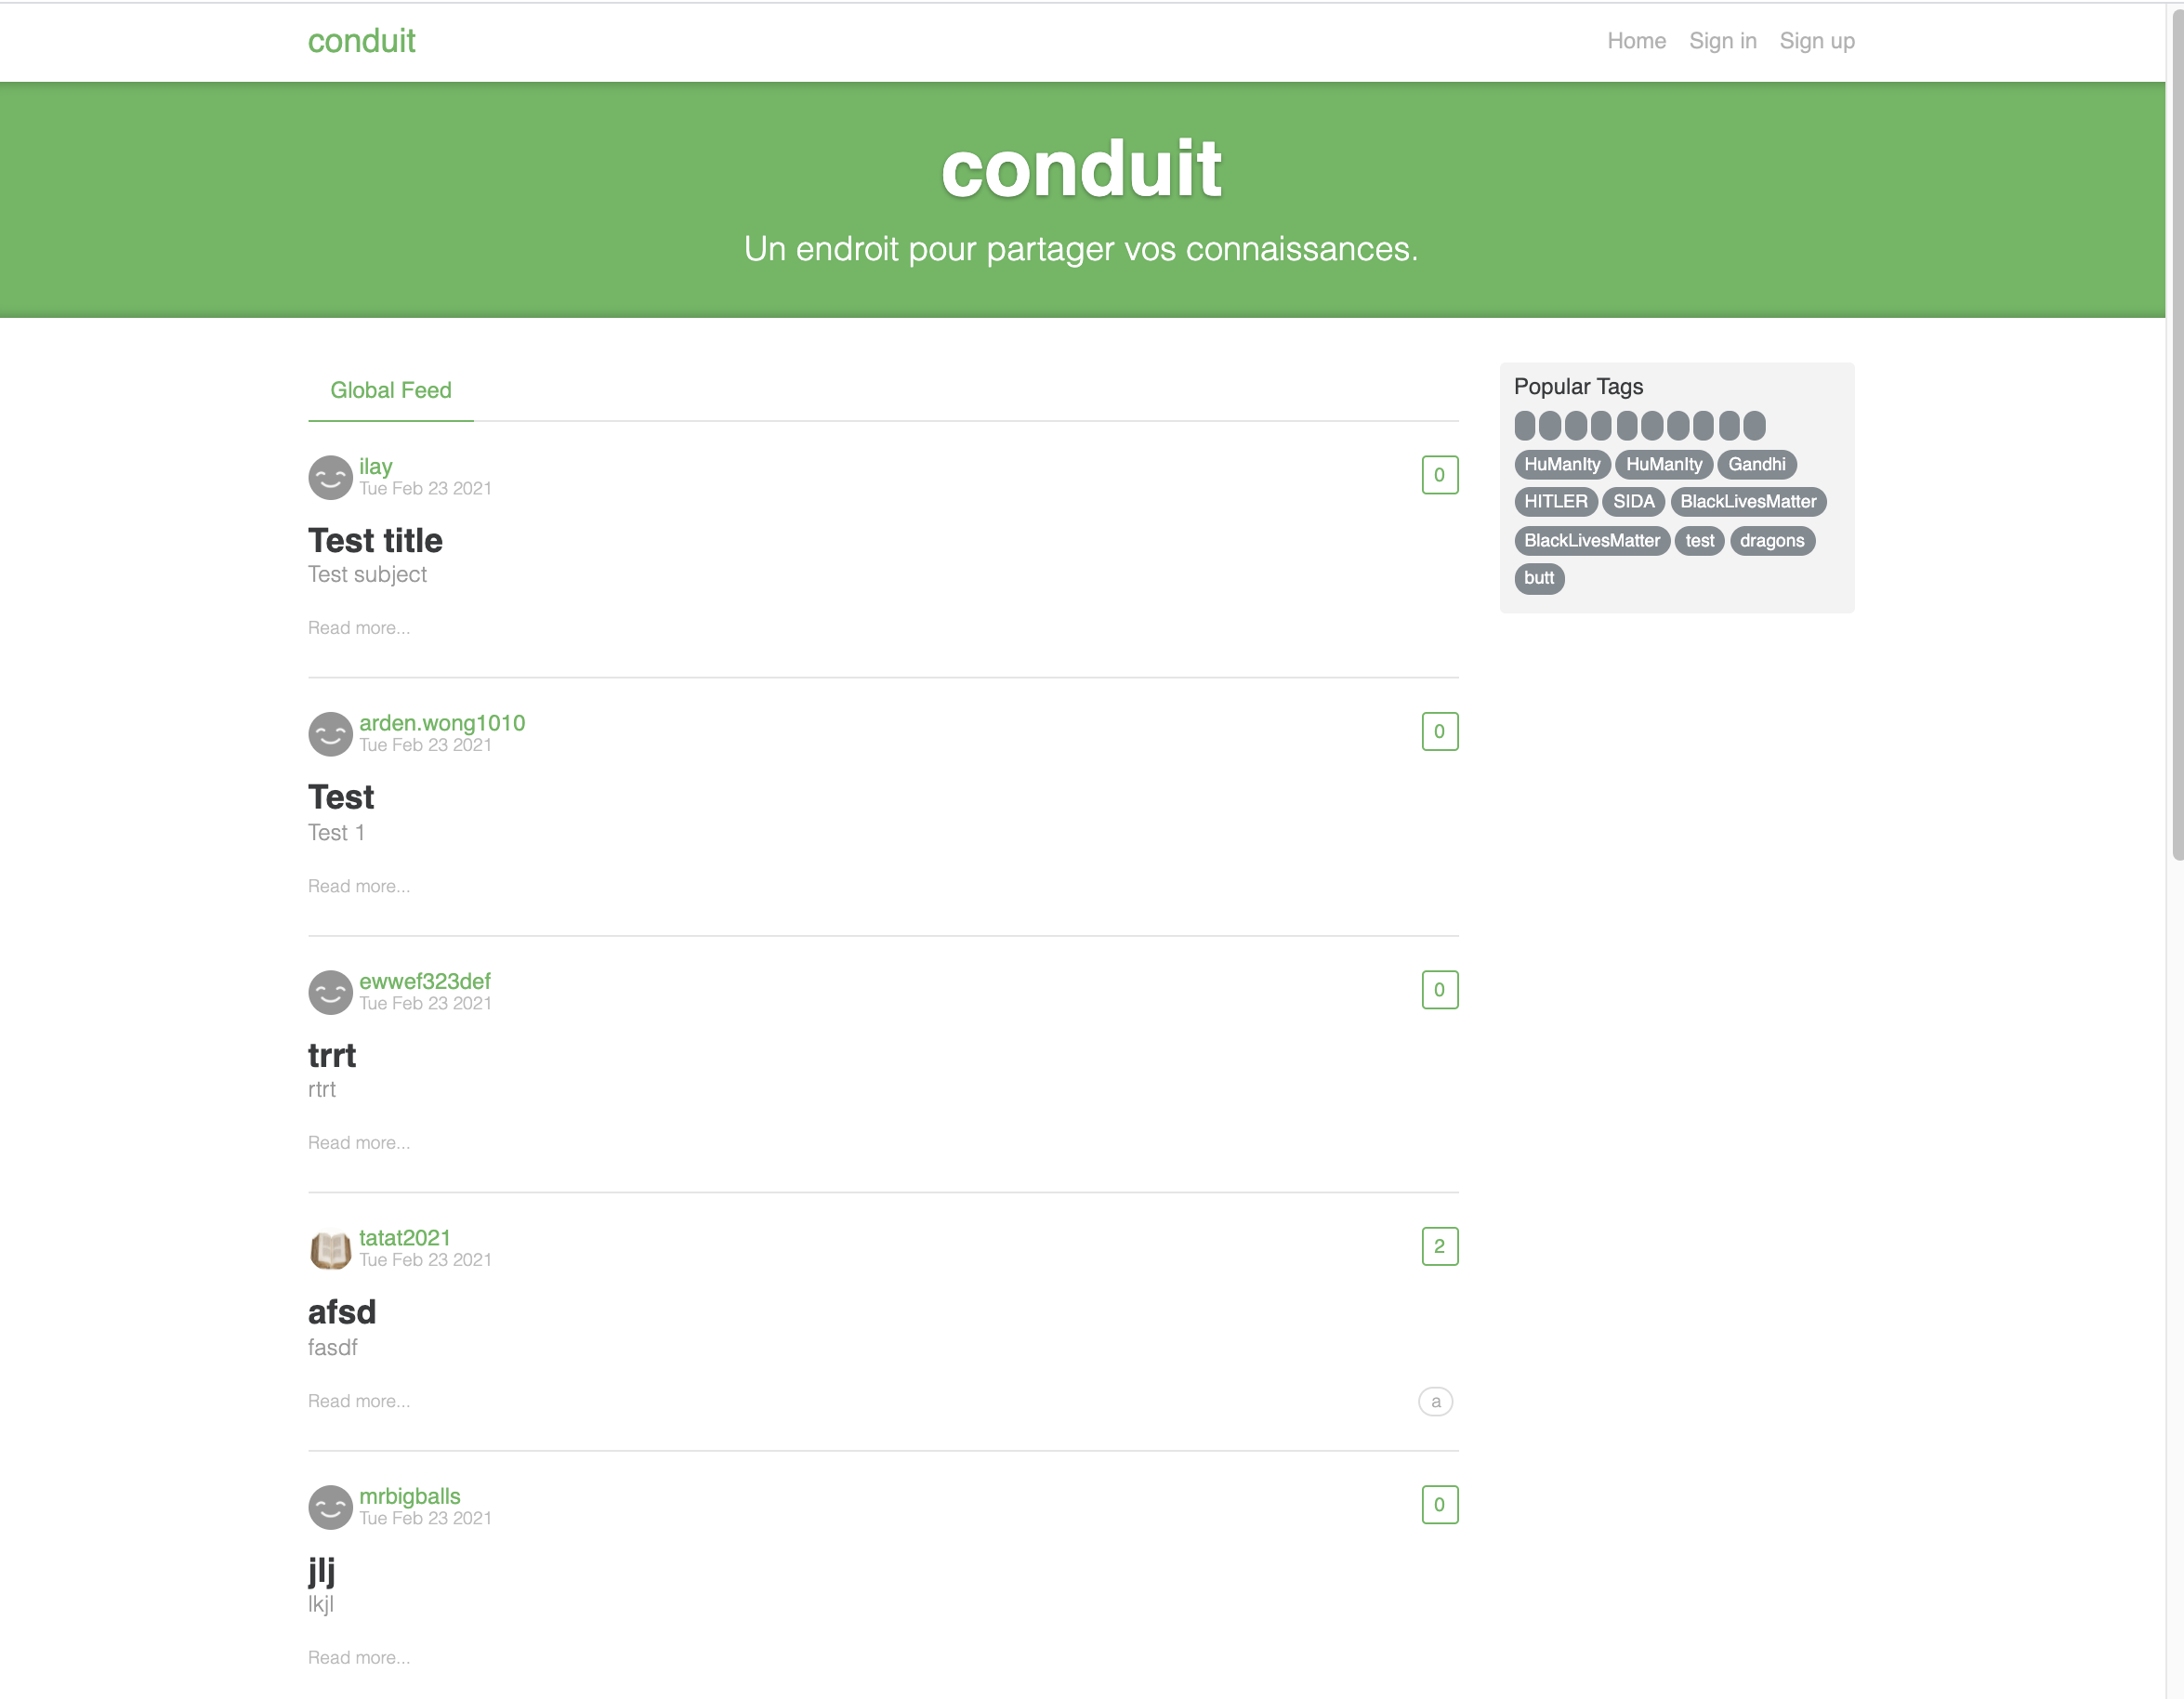 conduit
Home Sign in Sign up
conduit
Un endroit pour partager vos connaissances.
Global Feed
ilay
Tue Feb 23 2021
0
Test title
Test subject
Read more...
arden.wong1010
Tue Feb 23 2021
0
Test
Test 1
Read more...
ewwef323def
Tue Feb 23 2021
0
trrt
rtrt
Read more...
tatat2021
Tue Feb 23 2021
2
afsd
fasdf
Read more...
a
mrbigballs
Tue Feb 23 2021
0
jlj
lkjl
Read more...
Popular Tags
HuManIty HuManIty Gandhi
HITLER SIDA BlackLivesMatter
BlackLivesMatter test dragons
butt